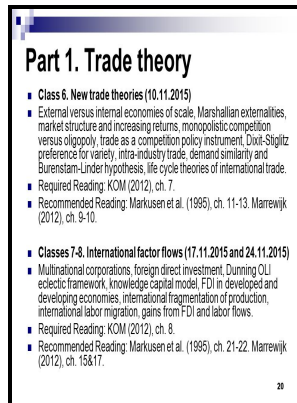 Part 1. Trade theory
Class 6. New trade theories (10.11.2015)
External versus internal economies of scale, Marshallian externalities,
market structure and increasing returns, monopolistic competition
versus oligopoly, trade as a competition policy instrument, Dixit-Stiglitz
preference for variety, intra-industry trade, demand similarity and
Burenstam-Linder hypothesis, life cycle theories of international trade.
Required Reading: KOM (2012), ch. 7.
Recommended Reading: Markusen et al. (1995), ch. 11-13. Marrewijk
(2012), ch. 9-10.
Classes 7-8. International factor flows (17.11.2015 and 24.11.2015)
Multinational corporations, foreign direct investment, Dunning OLI
eclectic framework, knowledge capital model, FDI in developed and
developing economies, international fragmentation of production,
international labor migration, gains from FDI and labor flows.
Required Reading: KOM (2012), ch. 8.
Recommended Reading: Markusen et al. (1995), ch. 21-22. Marrewijk
(2012), ch. 15&17.
20